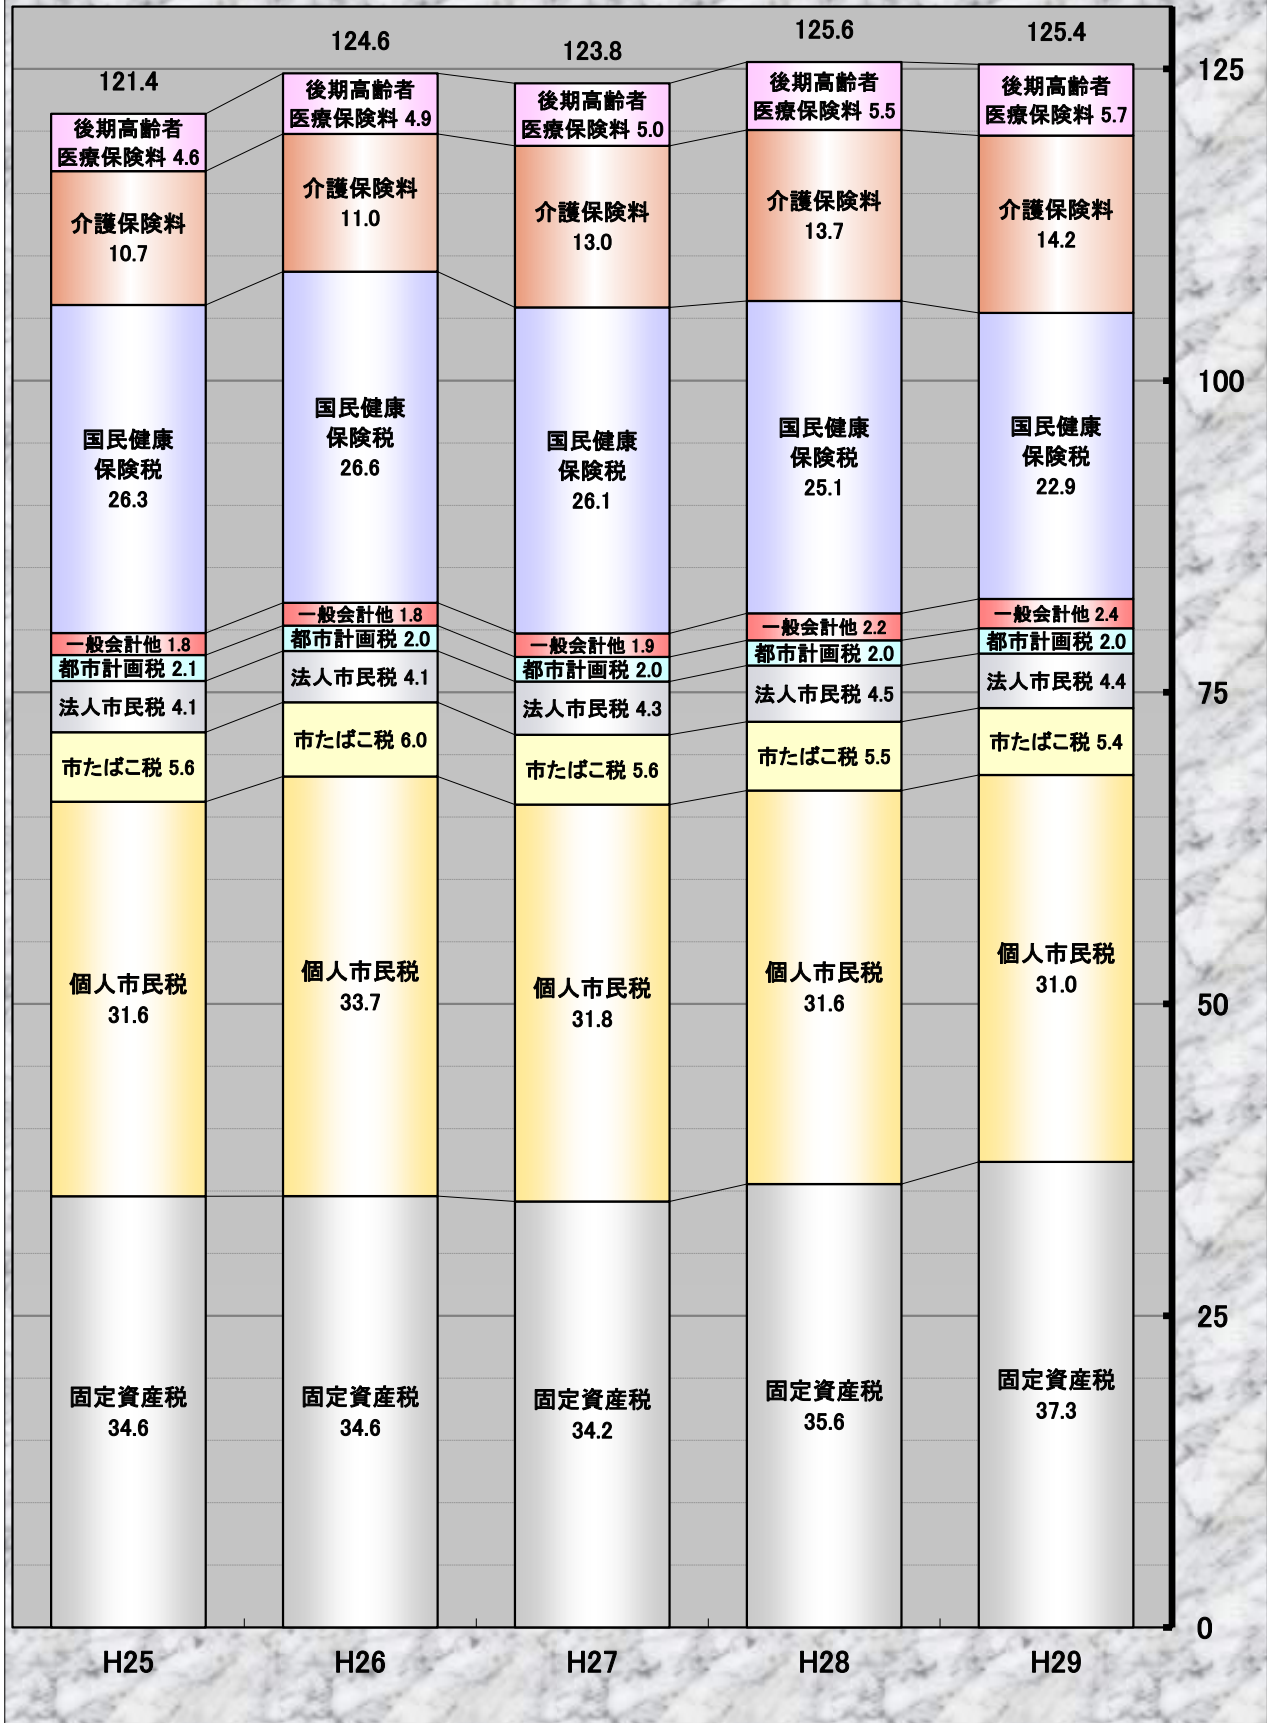 121.4
後期高齢者
医療保険料 4.6
介護保険料
10.7
国民健康
保険税
26.3
一般会計他 1.8
都市計画税 2.1
法人市民税 4.1
市たばこ税 5.6
個人市民税
31.6
固定資産税
34.6
H25
124.6
後期高齢者
医療保険料 4.9
介護保険料
11.0
国民健康
保険税
26.6
一般会計他 1.8
都市計画税 2.0
法人市民税 4.1
市たばこ税 6.0
個人市民税
33.7
固定資産税
34.6
H26
123.8
後期高齢者
医療保険料 5.0
介護保険料
13.0
国民健康
保険税
26.1
一般会計他 1.9
都市計画税 2.0
法人市民税 4.3
市たばこ税 5.6
個人市民税
31.8
固定資産税
34.2
H27
125.6
後期高齢者
医療保険料 5.5
介護保険料
13.7
国民健康
保険税
25.1
一般会計他 2.2
都市計画税 2.0
法人市民税 4.5
市たばこ税 5.5
個人市民税
31.6
固定資産税
35.6
H28
125.4
後期高齢者
医療保険料 5.7
介護保険料
14.2
国民健康
保険税
22.9
一般会計他 2.4
都市計画税 2.0
法人市民税 4.4
市たばこ税 5.4
個人市民税
31.0
固定資産税
37.3
H29
125
100
75
50
25
0